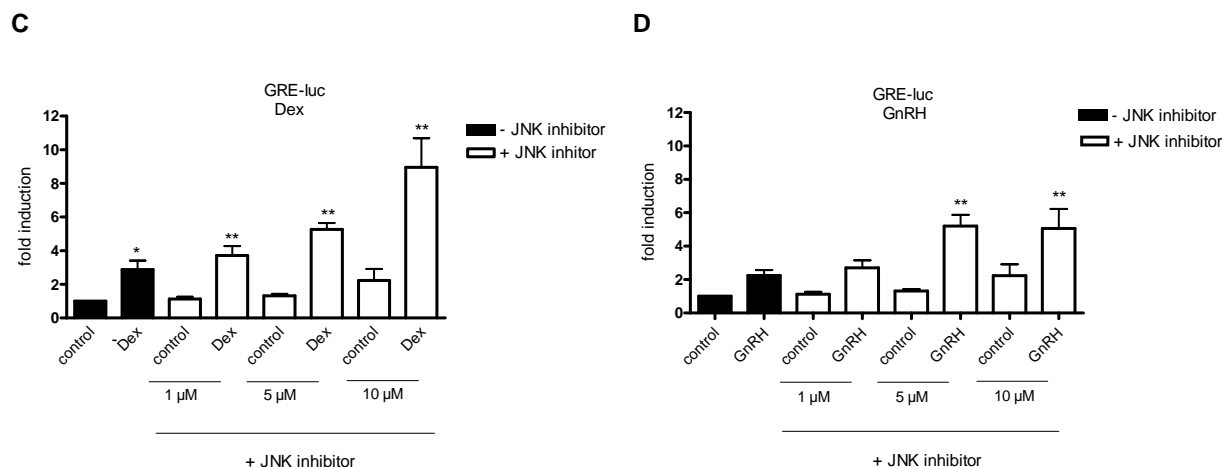 C
GRE-luc
Dex
- JNK inhibitor
+ JNK inhitor
fold induction
12
10
8
6
4
2
0
*
**
**
**
control
Dex
control
Dex
control
Dex
control
Dex
1 µM
5 µM
10 µM
+ JNK inhibitor
D
GRE-luc
GnRH
- JNK inhibitor
+ JNK inhibitor
fold induction
12
10
8
6
4
2
0
**
**
control
GnRH
control
GnRH
control
GnRH
control
GnRH
1 µM
5 µM
10 µM
+ JNK inhibitor